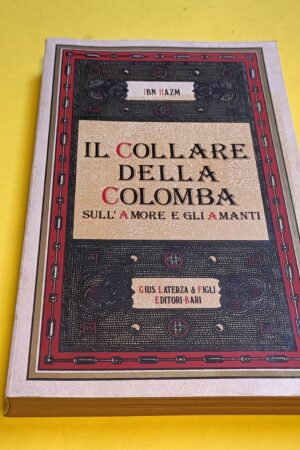 IBN HAZM
IL COLLARE
DELLA
COLOMBA
SULL'AMORE E GLI AMANTI
GIUS. LATERZA & FIGLI
EDITORI-BARI